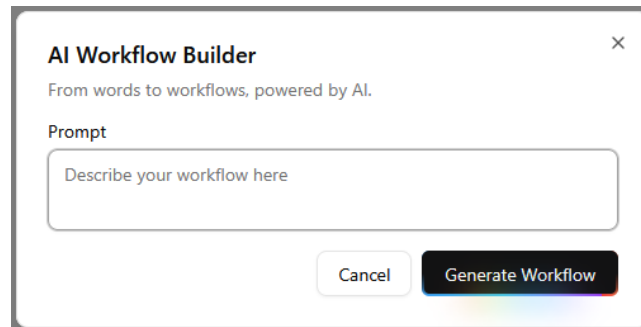 AI Workflow Builder
From words to workflows, powered by AI.
Prompt
Describe your workflow here
Cancel
Generate Workflow